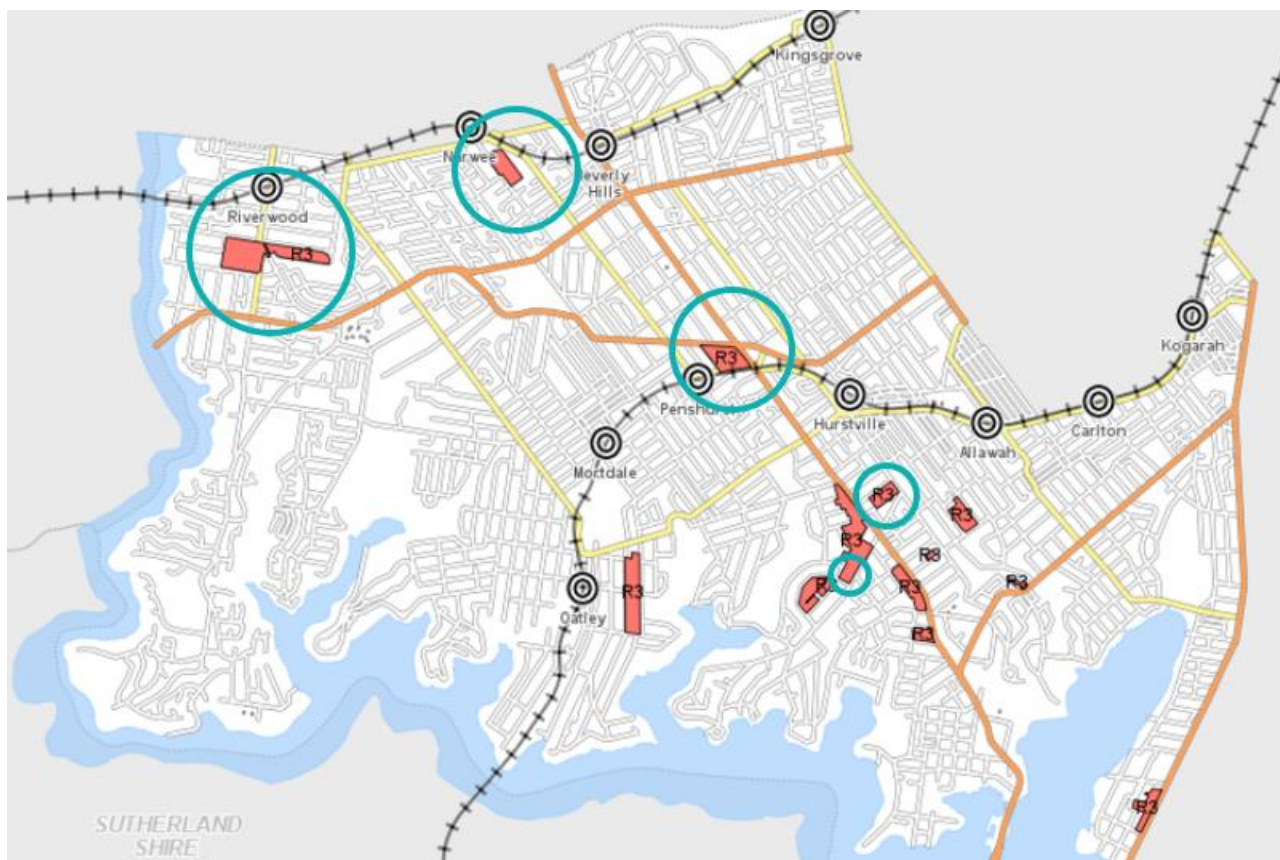 Kingsgrove
Narwee
Beverly
Hills
Riverwood
R3
Kogarah
R3
Penshurst
Hurstville
Carlton
Allawah
Mortdale
R3
R3
R3
R3
R3
R3
R3
Oatley
R3
R3
SUTHERLAND
SHIRE